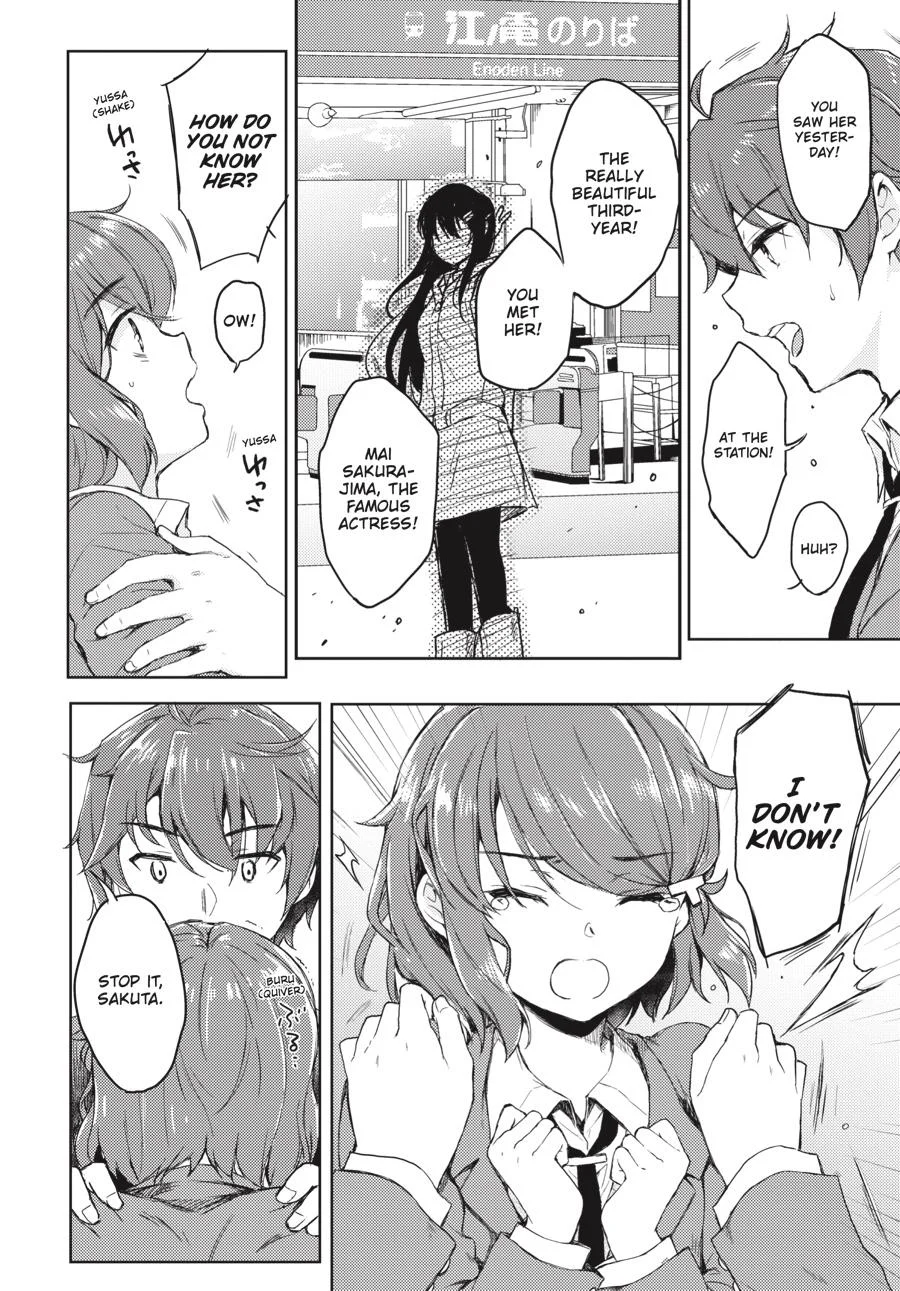 YOU
SAW HER
YESTER-
DAY!
AT THE
STATION!
HUH?
江ノ電のりば
Enoden Line
THE
REALLY
BEAUTIFUL
THIRD-
YEAR!
YOU
MET
HER!
MAI
SAKURA-
JIMA, THE
FAMOUS
ACTRESS!
HOW DO
YOU NOT
KNOW
HER?
YUSSA
(SHAKE)
ゆっさ
OW!
YUSSA
ゆっさ
I
DON'T
KNOW!
STOP IT,
SAKUTA.
BURU
(QUIVER)
ぶる…